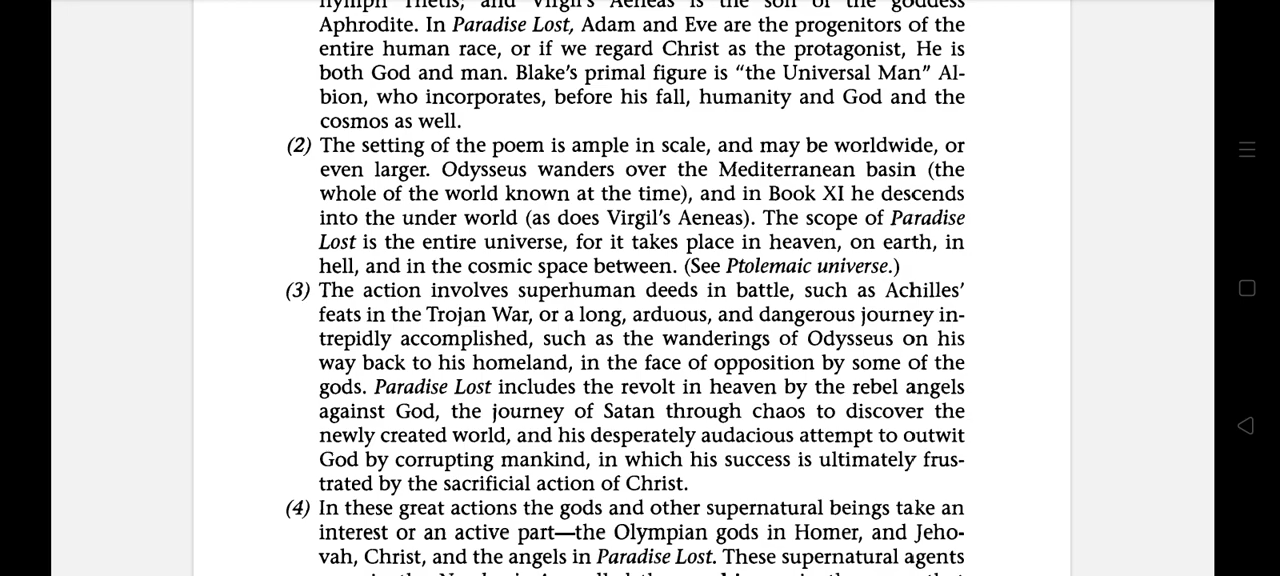 nymph Thetis, and Virgil's Aeneas is the son of the goddess
Aphrodite. In Paradise Lost, Adam and Eve are the progenitors of the
entire human race, or if we regard Christ as the protagonist, He is
both God and man. Blake's primal figure is “the Universal Man” Al-
bion, who incorporates, before his fall, humanity and God and the
cosmos as well.
(2) The setting of the poem is ample in scale, and may be worldwide, or
even larger. Odysseus wanders over the Mediterranean basin (the
whole of the world known at the time), and in Book XI he descends
into the under world (as does Virgil's Aeneas). The scope of Paradise
Lost is the entire universe, for it takes place in heaven, on earth, in
hell, and in the cosmic space between. (See Ptolemaic universe.)
(3) The action involves superhuman deeds in battle, such as Achilles'
feats in the Trojan War, or a long, arduous, and dangerous journey in-
trepidly accomplished, such as the wanderings of Odysseus on his
way back to his homeland, in the face of opposition by some of the
gods. Paradise Lost includes the revolt in heaven by the rebel angels
against God, the journey of Satan through chaos to discover the
newly created world, and his desperately audacious attempt to outwit
God by corrupting mankind, in which his success is ultimately frus-
trated by the sacrificial action of Christ.
(4) In these great actions the gods and other supernatural beings take an
interest or an active part—the Olympian gods in Homer, and Jeho-
vah, Christ, and the angels in Paradise Lost. These supernatural agents